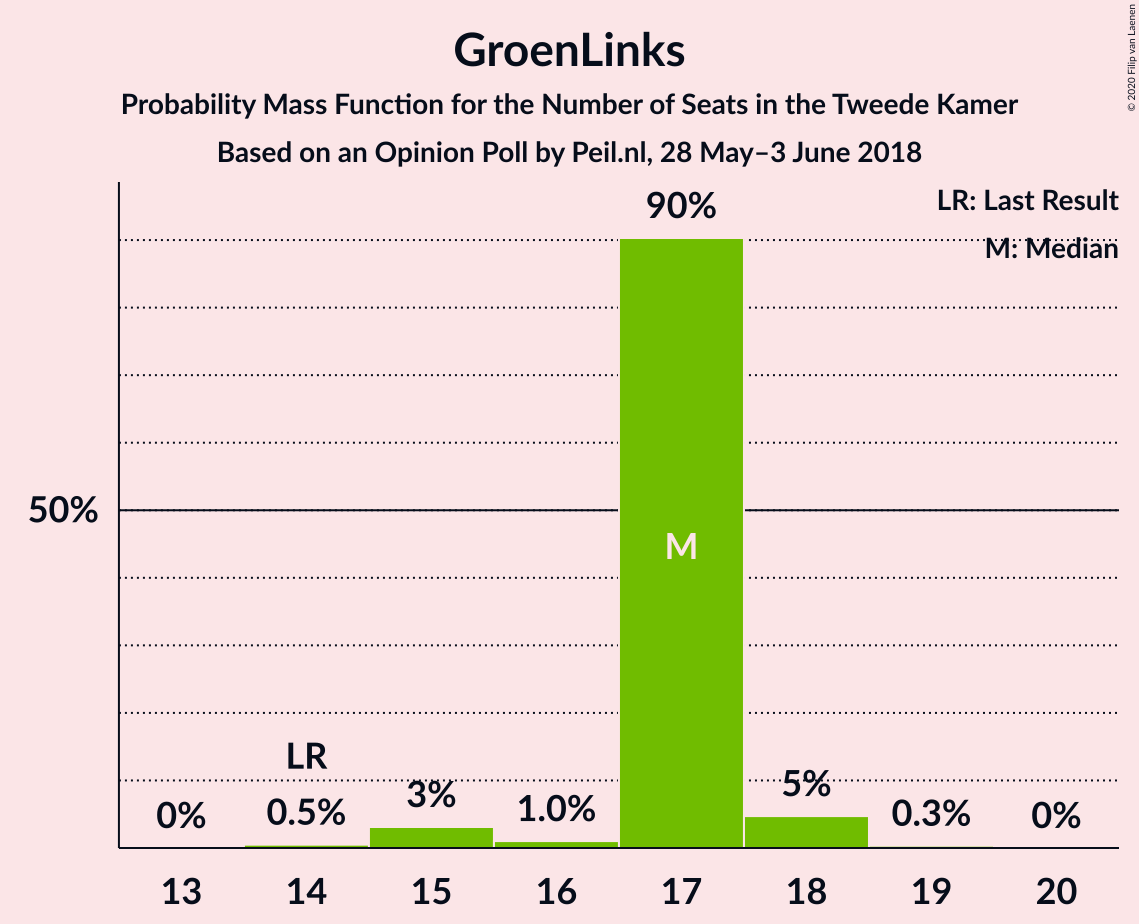 GroenLinks
Probability Mass Function for the Number of Seats in the Tweede Kamer
Based on an Opinion Poll by Peil.nl, 28 May–3 June 2018
© 2020 Filip van Laenen
LR: Last Result
M: Median
90%
50%
M
LR
0%
0.5%
3%
1.0%
5%
0.3%
0%
13 14 15 16 17 18 19 20